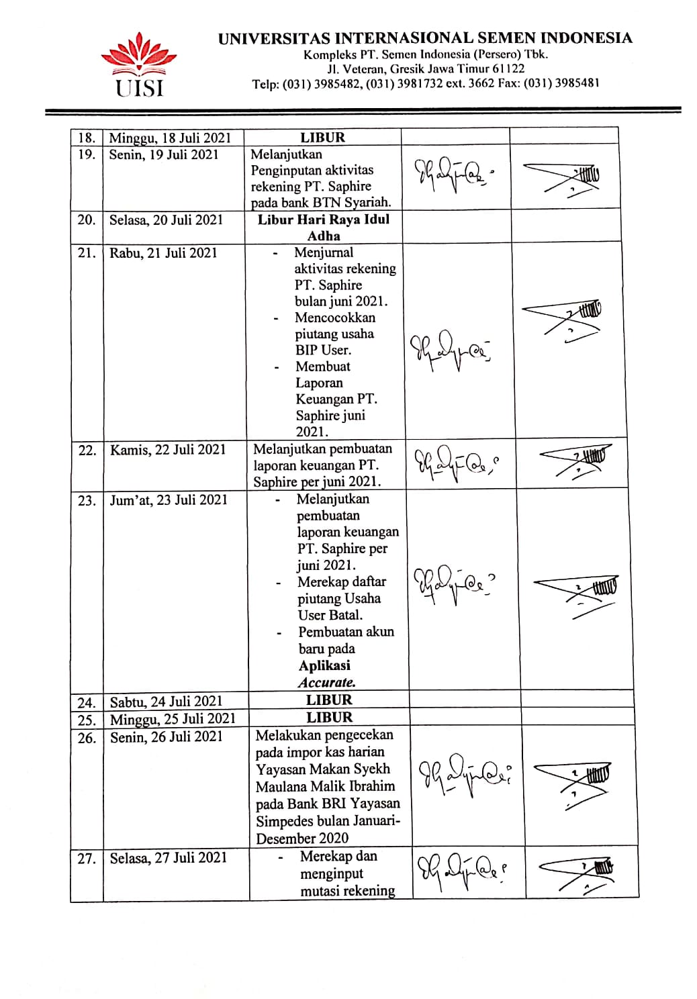 UISI
UNIVERSITAS INTERNASIONAL SEMEN INDONESIA
Kompleks PT. Semen Indonesia (Persero) Tbk.
Jl. Veteran, Gresik Jawa Timur 61122
Telp: (031) 3985482, (031) 3981732 ext. 3662 Fax: (031) 3985481
18. Minggu, 18 Juli 2021 LIBUR
19. Senin, 19 Juli 2021 Melanjutkan
Penginputan aktivitas
rekening PT. Saphire
pada bank BTN Syariah.
20. Selasa, 20 Juli 2021 Libur Hari Raya Idul
Adha
21. Rabu, 21 Juli 2021 - Menjurnal
aktivitas rekening
PT. Saphire
bulan juni 2021.
- Mencocokkan
piutang usaha
BIP User.
- Membuat
Laporan
Keuangan PT.
Saphire juni
2021.
22. Kamis, 22 Juli 2021 Melanjutkan pembuatan
laporan keuangan PT.
Saphire per juni 2021.
23. Jum'at, 23 Juli 2021 - Melanjutkan
pembuatan
laporan keuangan
PT. Saphire per
juni 2021.
- Merekap daftar
piutang Usaha
User Batal.
- Pembuatan akun
baru pada
Aplikasi
Accurate.
24. Sabtu, 24 Juli 2021 LIBUR
25. Minggu, 25 Juli 2021 LIBUR
26. Senin, 26 Juli 2021 Melakukan pengecekan
pada impor kas harian
Yayasan Makan Syekh
Maulana Malik Ibrahim
pada Bank BRI Yayasan
Simpedes bulan Januari-
Desember 2020
27. Selasa, 27 Juli 2021 - Merekap dan
menginput
mutasi rekening